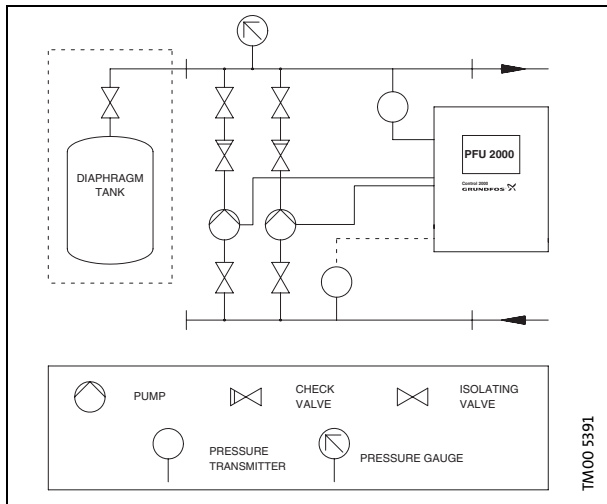 DIAPHRAGM
TANK
PFU 2000
Control 2000
GRUNDFOS
PUMP
CHECK
VALVE
ISOLATING
VALVE
PRESSURE
TRANSMITTER
PRESSURE GAUGE
TM00 5391